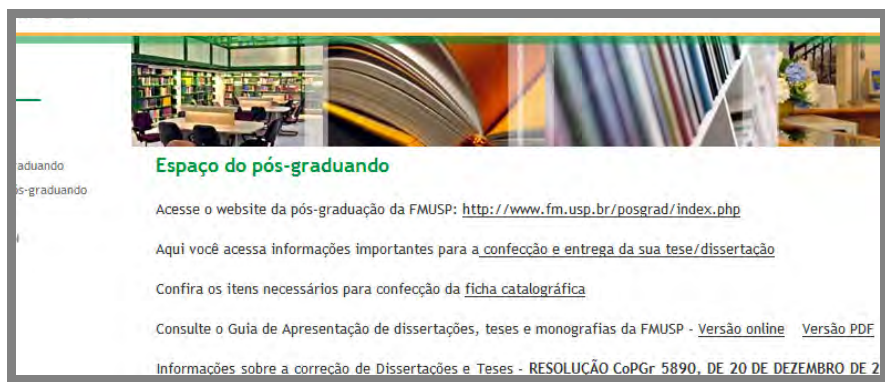 Espaço do pós-graduando
aduando
s-graduando
Acesse o website da pós-graduação da FMUSP: http://www.fm.usp.br/posgrad/index.php
Aqui você acessa informações importantes para a confecção e entrega da sua tese/dissertação
Confira os itens necessários para confecção da ficha catalográfica
Consulte o Guia de Apresentação de dissertações, teses e monografias da FMUSP - Versão online Versão PDF
Informações sobre a correção de Dissertações e Teses - RESOLUÇÃO CoPGr 5890, DE 20 DE DEZEMBRO DE 2